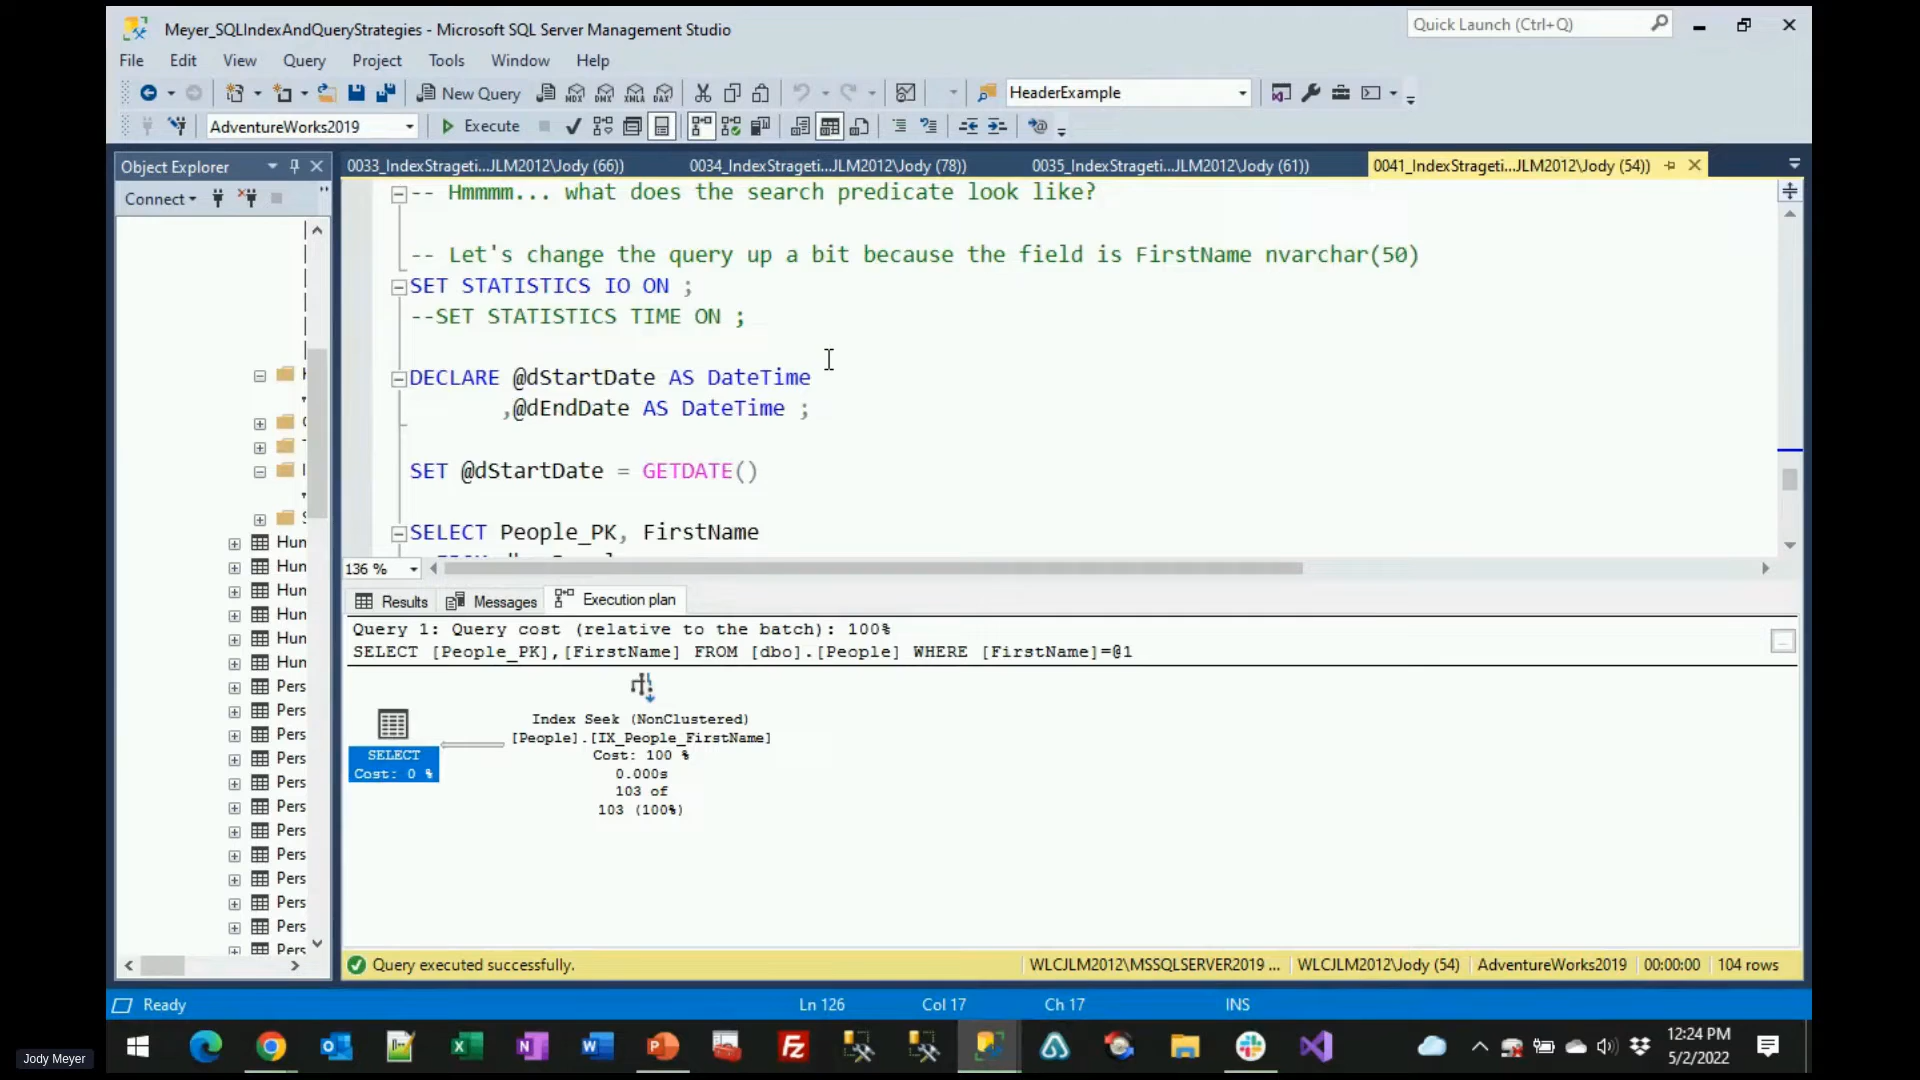 Meyer_SQLIndexAndQueryStrategies - Microsoft SQL Server Management Studio
Quick Launch (Ctrl+Q)
File Edit View Query Project Tools Window Help
New Query
MDX DMX XMLA DAX
HeaderExample
AdventureWorks2019
Execute
Object Explorer
0033_IndexStrageti...JLM2012\Jody (66))
0034_IndexStrageti...JLM2012\Jody (78))
0035_IndexStrageti...JLM2012\Jody (61))
0041_IndexStrageti...JLM2012\Jody (54))
Connect
-- Hmmmm... what does the search predicate look like?
-- Let's change the query up a bit because the field is FirstName nvarchar(50)
SET STATISTICS IO ON ;
--SET STATISTICS TIME ON ;
DECLARE @dStartDate AS DateTime
,@dEndDate AS DateTime ;
SET @dStartDate = GETDATE()
SELECT People_PK, FirstName
Hun
Hun
Hun
Hun
Hun
Hun
Pers
Pers
Pers
Pers
Pers
Pers
Pers
Pers
Pers
Pers
Pers
Pers
136 %
Results
Messages
Execution plan
Query 1: Query cost (relative to the batch): 100%
SELECT [People_PK],[FirstName] FROM [dbo].[People] WHERE [FirstName]=@1
SELECT
Cost: 0 %
Index Seek (NonClustered)
[People].[IX_People_FirstName]
Cost: 100 %
0.000s
103 of
103 (100%)
Query executed successfully.
WLCJLM2012\MSSQLSERVER2019 ...
WLCJLM2012\Jody (54)
AdventureWorks2019
00:00:00
104 rows
Ready
Ln 126
Col 17
Ch 17
INS
12:24 PM
5/2/2022
Jody Meyer